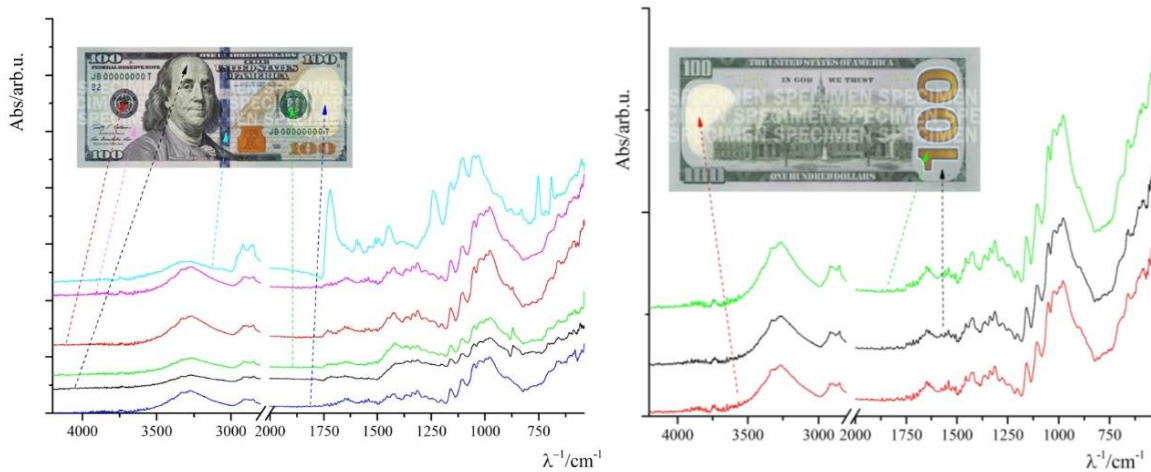 Abs/arb.u.
100
ONE HUNDRED DOLLARS
100
FEDERAL RESERVE NOTE
THE
UNITED STATES
OF AMERICA
JB 00000000 T
SPECIMEN
JB 00000000 T
100
100
4000 3500 3000 2000 1750 1500 1250 1000 750
λ⁻¹/cm⁻¹
Abs/arb.u.
100
THE UNITED STATES OF AMERICA
IN GOD WE TRUST
SPECIMEN SPECIMEN
SPECIMEN SPECIMEN
SPECIMEN SPECIMEN
100
100
ONE HUNDRED DOLLARS
4000 3500 3000 2000 1750 1500 1250 1000 750
λ⁻¹/cm⁻¹